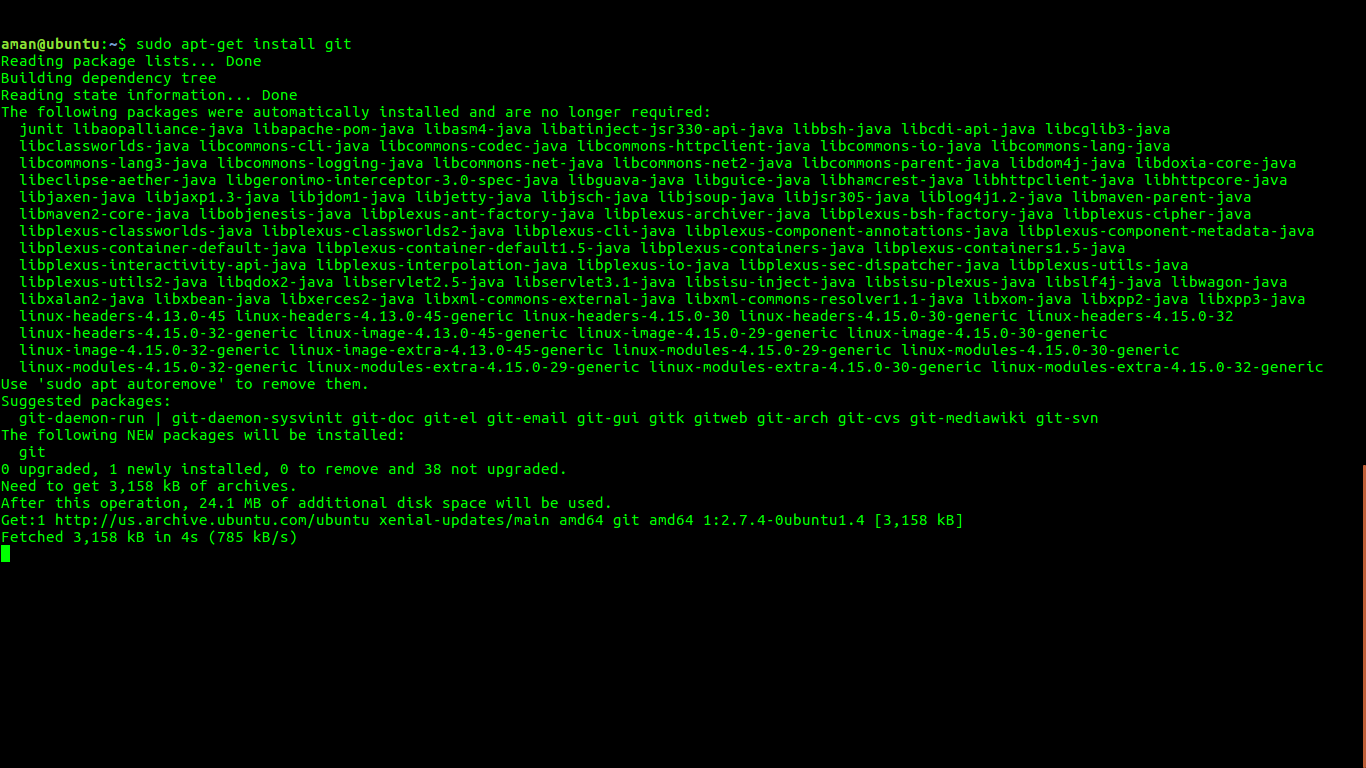 aman@ubuntu:~$ sudo apt-get install git
Reading package lists... Done
Building dependency tree
Reading state information... Done
The following packages were automatically installed and are no longer required:
  junit libaopalliance-java libapache-pom-java libasm4-java libatinject-jsr330-api-java libbsh-java libcdi-api-java libcglib3-java
  libclassworlds-java libcommons-cli-java libcommons-codec-java libcommons-httpclient-java libcommons-io-java libcommons-lang-java
  libcommons-lang3-java libcommons-logging-java libcommons-net-java libcommons-net2-java libcommons-parent-java libdom4j-java libdoxia-core-java
  libeclipse-aether-java libgeronimo-interceptor-3.0-spec-java libguava-java libguice-java libhamcrest-java libhttpclient-java libhttpcore-java
  libjaxen-java libjaxp1.3-java libjdom1-java libjetty-java libjsch-java libjsoup-java libjsr305-java liblog4j1.2-java libmaven-parent-java
  libmaven2-core-java libobjenesis-java libplexus-ant-factory-java libplexus-archiver-java libplexus-bsh-factory-java libplexus-cipher-java
  libplexus-classworlds-java libplexus-classworlds2-java libplexus-cli-java libplexus-component-annotations-java libplexus-component-metadata-java
  libplexus-container-default-java libplexus-container-default1.5-java libplexus-containers-java libplexus-containers1.5-java
  libplexus-interactivity-api-java libplexus-interpolation-java libplexus-io-java libplexus-sec-dispatcher-java libplexus-utils-java
  libplexus-utils2-java libqdox2-java libservlet2.5-java libservlet3.1-java libsisu-inject-java libsisu-plexus-java libslf4j-java libwagon-java
  libxalan2-java libxbean-java libxerces2-java libxml-commons-external-java libxml-commons-resolver1.1-java libxom-java libxpp2-java libxpp3-java
  linux-headers-4.13.0-45 linux-headers-4.13.0-45-generic linux-headers-4.15.0-30 linux-headers-4.15.0-30-generic linux-headers-4.15.0-32
  linux-headers-4.15.0-32-generic linux-image-4.13.0-45-generic linux-image-4.15.0-29-generic linux-image-4.15.0-30-generic
  linux-image-4.15.0-32-generic linux-image-extra-4.13.0-45-generic linux-modules-4.15.0-29-generic linux-modules-4.15.0-30-generic
  linux-modules-4.15.0-32-generic linux-modules-extra-4.15.0-29-generic linux-modules-extra-4.15.0-30-generic linux-modules-extra-4.15.0-32-generic
Use 'sudo apt autoremove' to remove them.
Suggested packages:
  git-daemon-run | git-daemon-sysvinit git-doc git-el git-email git-gui gitk gitweb git-arch git-cvs git-mediawiki git-svn
The following NEW packages will be installed:
  git
0 upgraded, 1 newly installed, 0 to remove and 38 not upgraded.
Need to get 3,158 kB of archives.
After this operation, 24.1 MB of additional disk space will be used.
Get:1 http://us.archive.ubuntu.com/ubuntu xenial-updates/main amd64 git amd64 1:2.7.4-0ubuntu1.4 [3,158 kB]
Fetched 3,158 kB in 4s (785 kB/s)